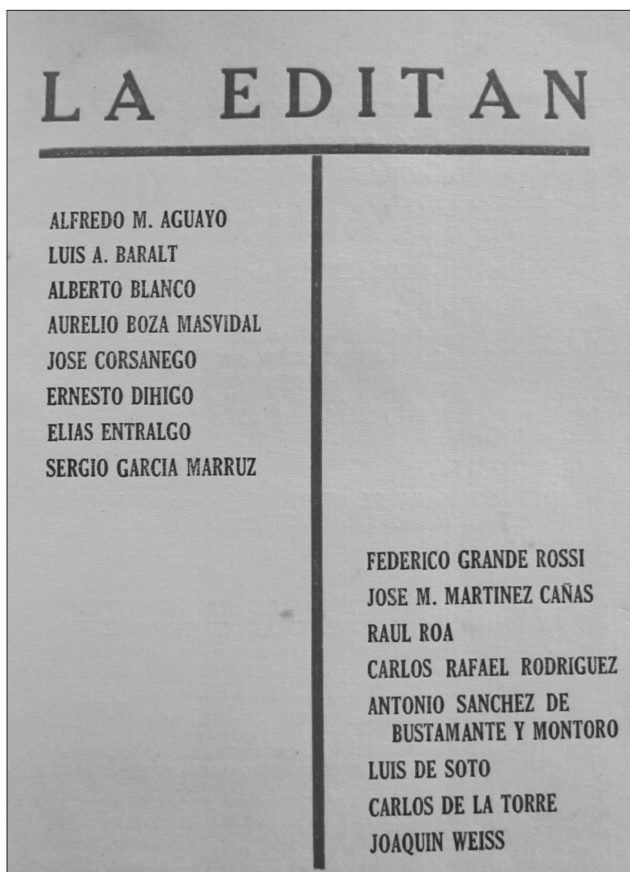 LA EDITAN
ALFREDO M. AGUAYO
LUIS A. BARALT
ALBERTO BLANCO
AURELIO BOZA MASVIDAL
JOSE CORSANEGO
ERNESTO DIHIGO
ELIAS ENTRALGO
SERGIO GARCIA MARRUZ
FEDERICO GRANDE ROSSI
JOSE M. MARTINEZ CAÑAS
RAUL ROA
CARLOS RAFAEL RODRIGUEZ
ANTONIO SANCHEZ DE
BUSTAMANTE Y MONTORO
LUIS DE SOTO
CARLOS DE LA TORRE
JOAQUIN WEISS